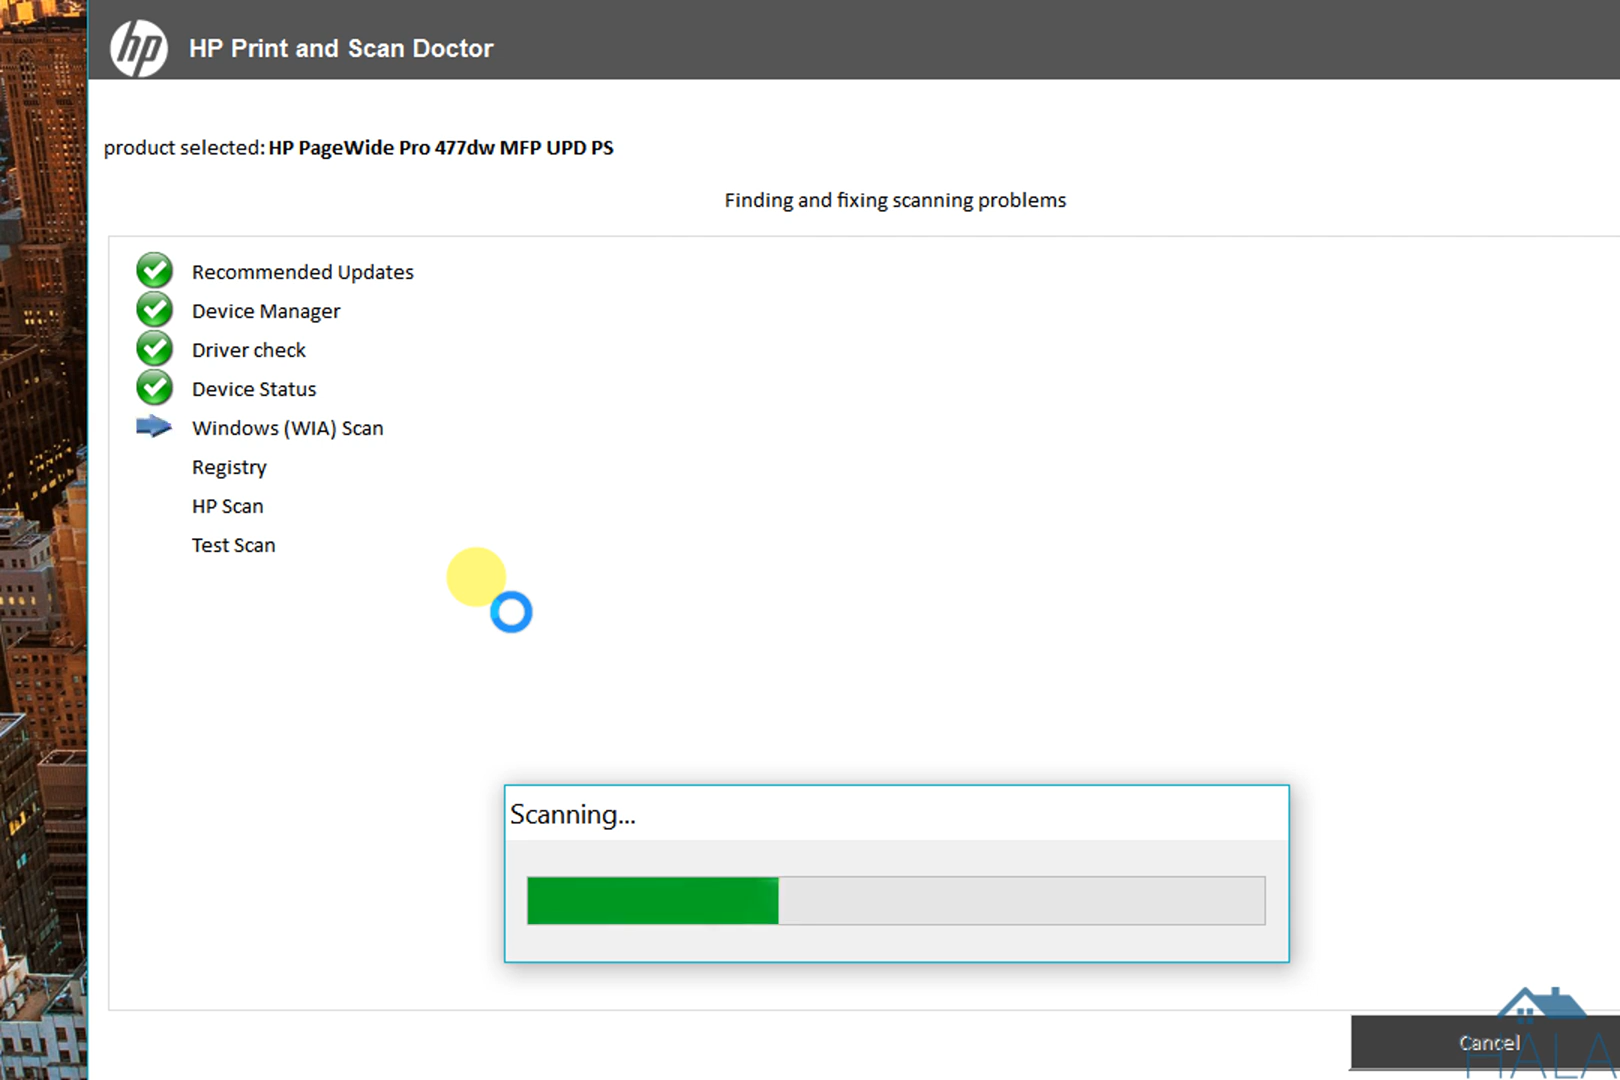 hp
HP Print and Scan Doctor
product selected: HP PageWide Pro 477dw MFP UPD PS
Finding and fixing scanning problems
Recommended Updates
Device Manager
Driver check
Device Status
Windows (WIA) Scan
Registry
HP Scan
Test Scan
Scanning...
Cancel
HALA